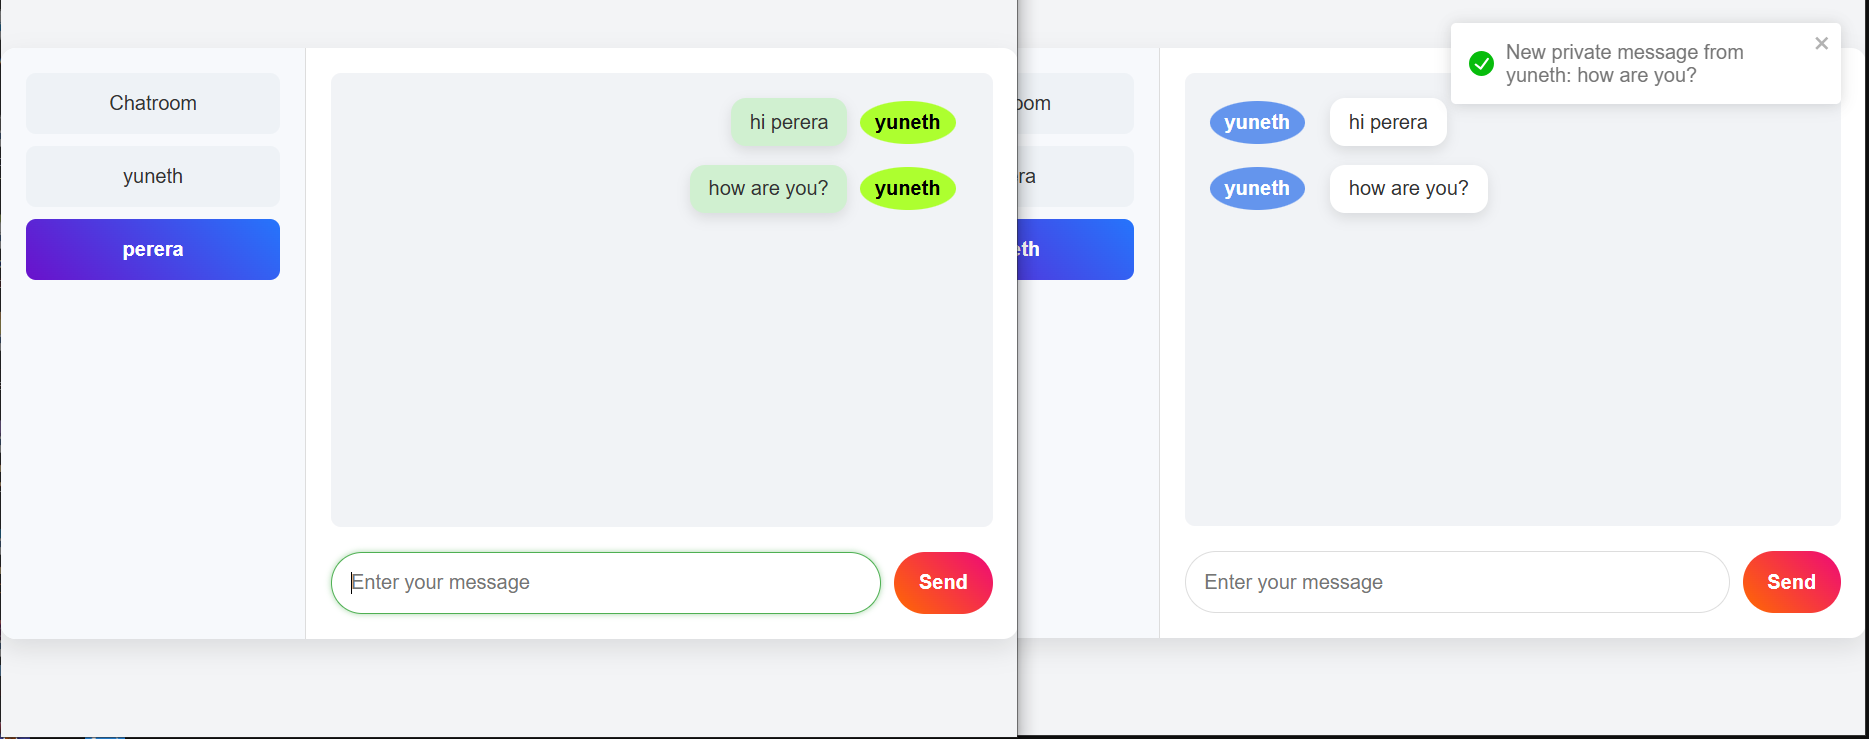 Chatroom
yuneth
perera
hi perera
yuneth
how are you?
yuneth
Enter your message
Send
oom
ra
eth
New private message from
yuneth: how are you?
yuneth
hi perera
yuneth
how are you?
Enter your message
Send